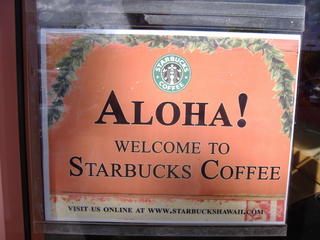 STARBUCKS
COFFEE
ALOHA!
WELCOME TO
STARBUCKS COFFEE
VISIT US ONLINE AT WWW.STARBUCKSHAWAII.COM